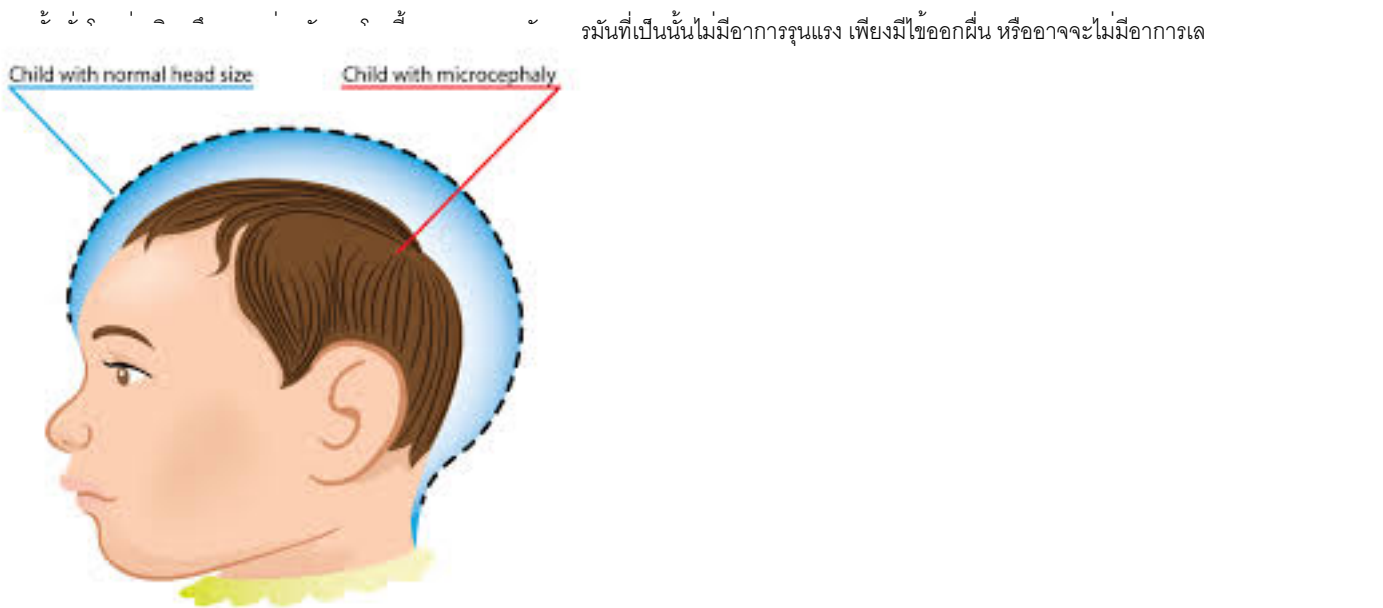 รมันที่เป็นนั้นไม่มีอาการรุนแรง เพียงมีไข้ออกผื่น หรืออาจจะไม่มีอาการเล
Child with normal head size
Child with microcephaly